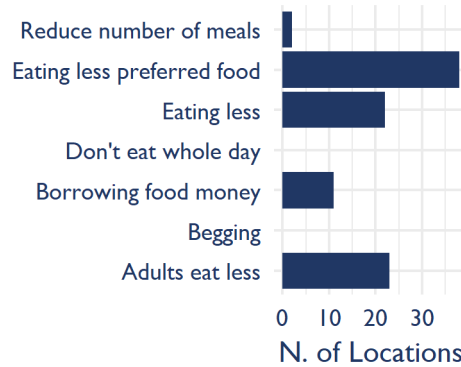 Reduce number of meals
Eating less preferred food
Eating less
Don't eat whole day
Borrowing food money
Begging
Adults eat less
0 10 20 30
N. of Locations